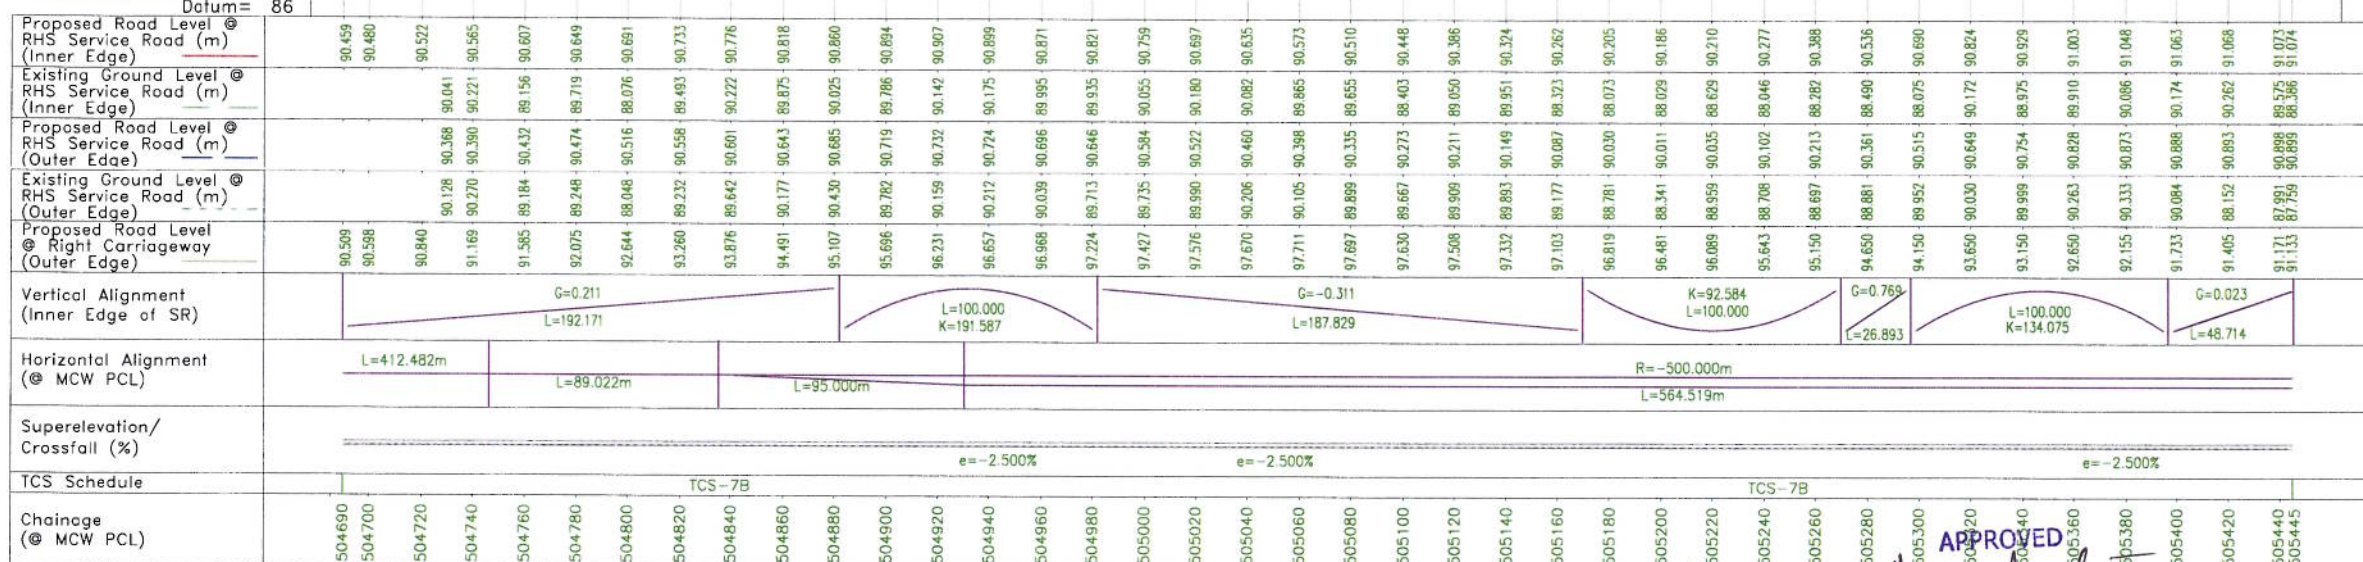 Datum= 86
Proposed Road Level @
RHS Service Road (m)
(Inner Edge)
90.459 90.480 90.522 90.565 90.607 90.649 90.691 90.733 90.776 90.818 90.860 90.894 90.907 90.899 90.871 90.821 90.759 90.697 90.635 90.573 90.510 90.448 90.386 90.324 90.262 90.205 90.186 90.210 90.277 90.388 90.536 90.690 90.824 90.929 91.003 91.048 91.063 91.068 91.073 91.074
Existing Ground Level @
RHS Service Road (m)
(Inner Edge)
90.041 90.221 89.156 89.719 88.076 89.493 90.222 89.875 90.025 89.786 90.142 90.175 89.995 89.935 90.055 90.180 90.082 89.865 89.655 88.403 89.050 89.951 88.323 88.073 88.029 88.629 88.046 88.282 88.490 88.075 90.172 88.975 89.910 90.086 90.174 90.262 89.575 88.386
Proposed Road Level @
RHS Service Road (m)
(Outer Edge)
90.368 90.390 90.432 90.474 90.516 90.558 90.601 90.643 90.685 90.719 90.732 90.724 90.696 90.646 90.584 90.522 90.460 90.398 90.335 90.273 90.211 90.149 90.087 90.030 90.011 90.035 90.102 90.213 90.361 90.515 90.649 90.754 90.828 90.873 90.888 90.893 90.898 90.899
Existing Ground Level @
RHS Service Road (m)
(Outer Edge)
90.128 90.270 89.184 89.248 88.048 89.232 89.642 90.177 90.430 89.782 90.159 90.212 90.039 89.713 89.735 89.990 90.206 90.105 89.899 89.667 89.909 89.893 89.177 88.781 88.341 88.959 88.708 88.697 88.881 89.952 90.030 89.999 90.263 90.333 90.084 88.152 87.991 87.759
Proposed Road Level
@ Right Carriageway
(Outer Edge)
90.509 90.598 90.840 91.169 91.585 92.075 92.644 93.260 93.876 94.491 95.107 95.696 96.231 96.657 96.968 97.224 97.427 97.576 97.670 97.711 97.697 97.630 97.508 97.332 97.103 96.819 96.481 96.089 95.643 95.150 94.650 94.150 93.650 93.150 92.650 92.155 91.733 91.405 91.171 91.133
Vertical Alignment
(Inner Edge of SR)
G=0.211
L=192.171
L=100.000
K=191.587
G=-0.311
L=187.829
K=92.584
L=100.000
G=0.769
L=26.893
L=100.000
K=134.075
G=0.023
L=48.714
Horizontal Alignment
(@ MCW PCL)
L=412.482m
L=89.022m
L=95.000m
R=-500.000m
L=564.519m
Superelevation/
Crossfall (%)
e=-2.500% e=-2.500% e=-2.500%
TCS Schedule
TCS-7B TCS-7B
Chainage
(@ MCW PCL)
504690 504700 504720 504740 504760 504780 504800 504820 504840 504860 504880 504900 504920 504940 504960 504980 505000 505020 505040 505060 505080 505100 505120 505140 505160 505180 505200 505220 505240 505260 505280 505300 505320 505340 505360 505380 505400 505420 505440 505445
APPROVED